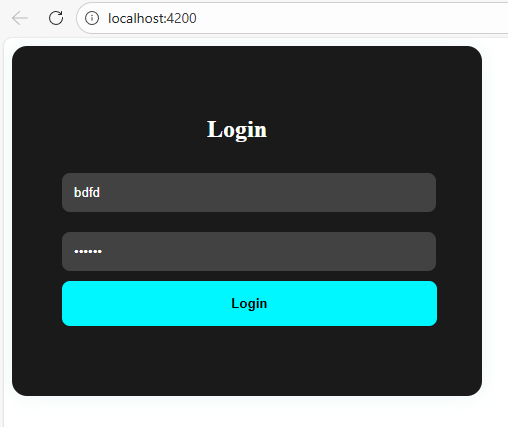 localhost:4200
Login
bdfd
••••••
Login